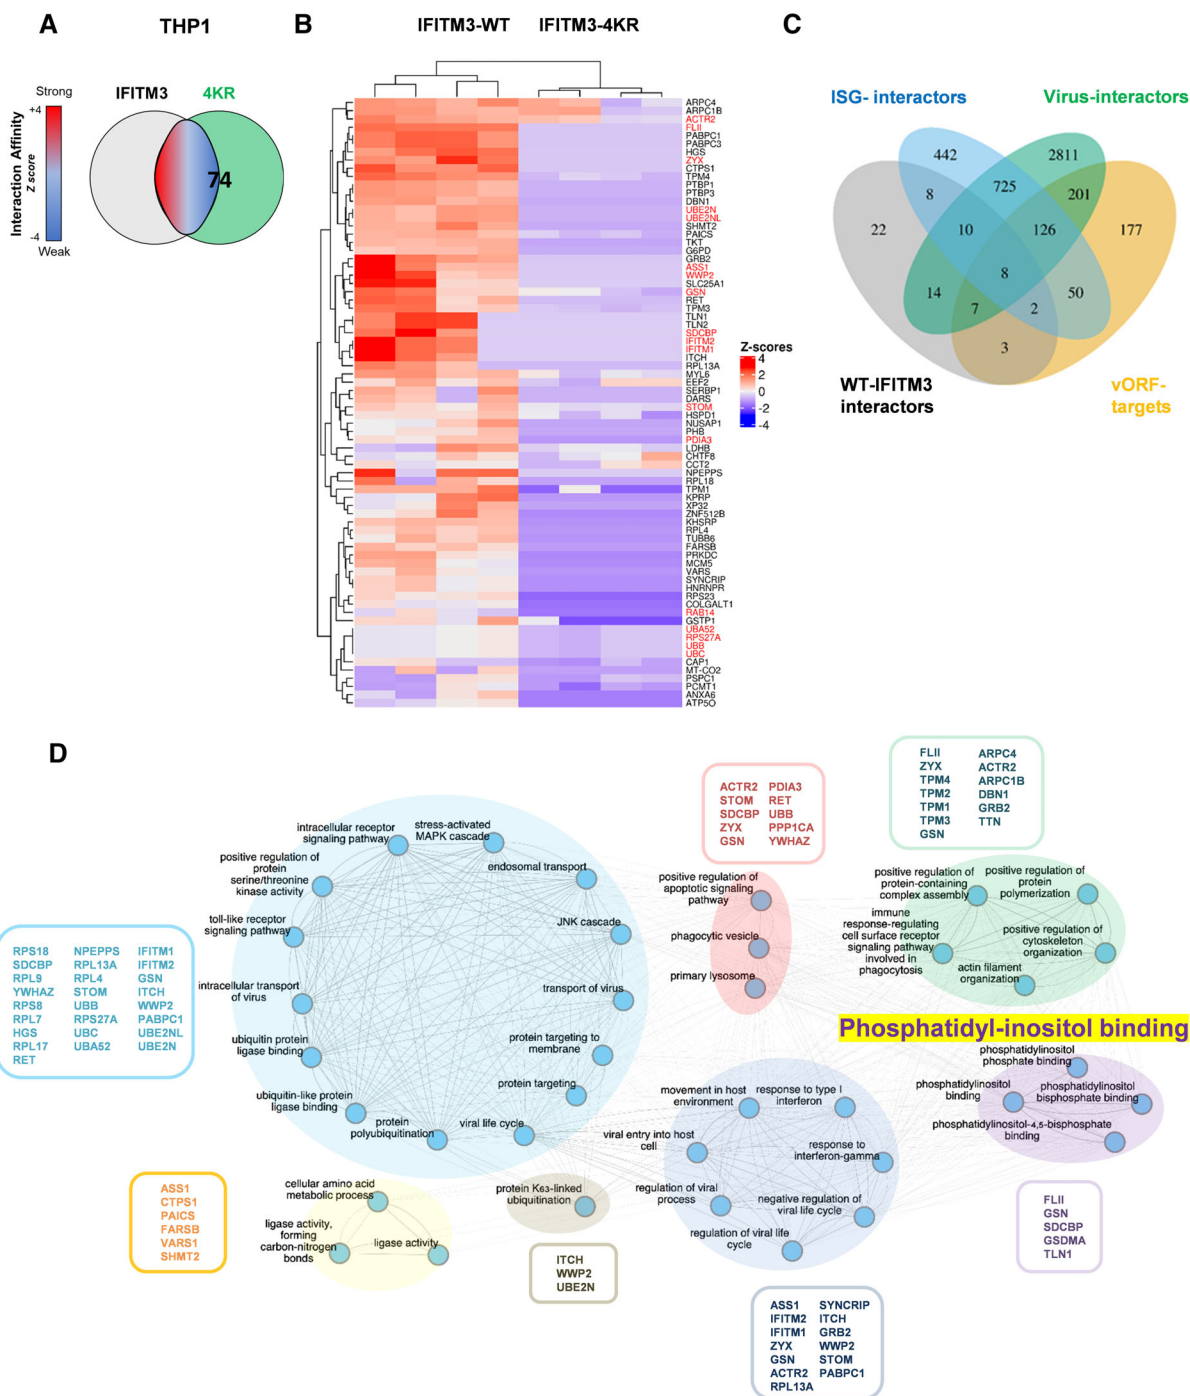 A
THP1
IFITM3
4KR
Strong
+4
Interaction Affinity
Z score
-4
Weak
74
B
IFITM3-WT
IFITM3-4KR
ARPC4
ARPC1B
ACTR2
FLII
PABPC1
PABPC3
HGS
ZYX
CTPS1
TPM4
PTBP1
PTBP3
DBN1
UBE2N
UBE2NL
SHMT2
PAICS
TKT
G6PD
GRB2
ASS1
WWP2
SLC25A1
GSN
RET
TPM3
TLN1
TLN2
SDCBP
IFITM2
IFITM1
ITCH
RPL13A
MYL6
EEF2
SERBP1
DARS
STOM
HSPD1
NUSAP1
PHB
PDIA3
LDHB
CHTF8
CCT2
NPEPPS
RPL18
TPM1
KPRP
XP32
ZNF512B
KHSRP
RPL4
TUBB6
FARSB
PRKDC
MCM5
VARS
SYNCRIP
HNRNPR
RPS23
COLGALT1
RAB14
GSTP1
UBA52
RPS27A
UBB
UBC
CAP1
MT-CO2
PSPC1
PCMT1
ANXA6
ATP5O
Z-scores
4
2
0
-2
-4
C
ISG- interactors
Virus-interactors
442
2811
8
725
201
22
10
126
177
8
14
7
2
50
3
WT-IFITM3
interactors
vORF-
targets
D
RPS18 NPEPPS IFITM1
SDCBP RPL13A IFITM2
RPL9 RPL4 GSN
YWHAZ STOM ITCH
RPS8 UBB WWP2
RPL7 RPS27A PABPC1
HGS UBC UBE2NL
RPL17 UBA52 UBE2N
RET
intracellular receptor
signaling pathway
stress-activated
MAPK cascade
positive regulation of
protein
serine/threonine
kinase activity
endosomal transport
toll-like receptor
signaling pathway
JNK cascade
intracellular transport
of virus
transport of virus
ubiquitin protein
ligase binding
protein targeting to
membrane
ubiquitin-like protein
ligase binding
protein targeting
protein
polyubiquitination
viral life cycle
ACTR2 PDIA3
STOM RET
SDCBP UBB
ZYX PPP1CA
GSN YWHAZ
positive regulation of
apoptotic signaling
pathway
phagocytic vesicle
primary lysosome
FLII ARPC4
ZYX ACTR2
TPM4 ARPC1B
TPM2 DBN1
TPM1 GRB2
TPM3 TTN
GSN
positive regulation of
protein-containing
complex assembly
positive regulation of
protein
polymerization
immune
response-regulating
cell surface receptor
signaling pathway
involved in
phagocytosis
positive regulation of
cytoskeleton
organization
actin filament
organization
Phosphatidyl-inositol binding
phosphatidylinositol
phosphate binding
phosphatidylinositol
binding
phosphatidylinositol
bisphosphate binding
phosphatidylinositol-4,5-bisphosphate
binding
FLII
GSN
SDCBP
GSDMA
TLN1
movement in host
environment
response to type I
interferon
viral entry into host
cell
response to
interferon-gamma
regulation of viral
process
negative regulation of
viral life cycle
regulation of viral life
cycle
ASS1 SYNCRIP
IFITM2 ITCH
IFITM1 GRB2
ZYX WWP2
GSN STOM
ACTR2 PABPC1
RPL13A
protein K63-linked
ubiquitination
ITCH
WWP2
UBE2N
cellular amino acid
metabolic process
ligase activity,
forming
carbon-nitrogen
bonds
ligase activity
ASS1
CTPS1
PAICS
FARSB
VARS1
SHMT2